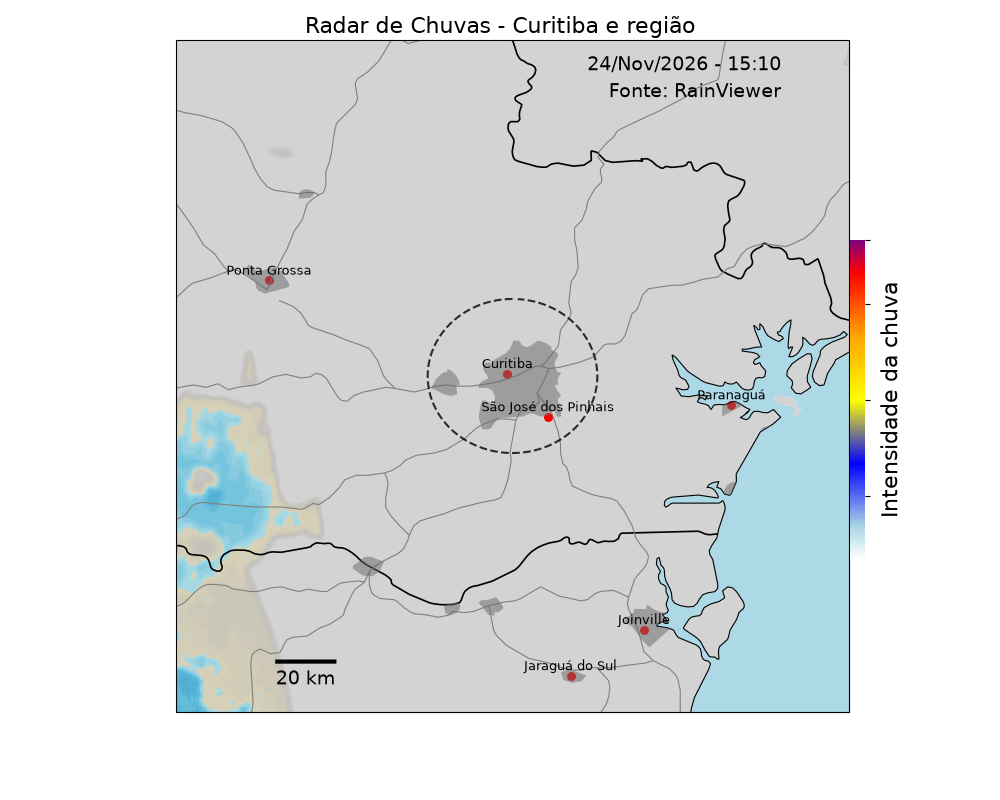 Radar de Chuvas - Curitiba e região
24/Nov/2026 - 15:10
Fonte: RainViewer
Ponta Grossa
Curitiba
São José dos Pinhais
Paranaguá
Intensidade da chuva
Joinville
Jaraguá do Sul
20 km